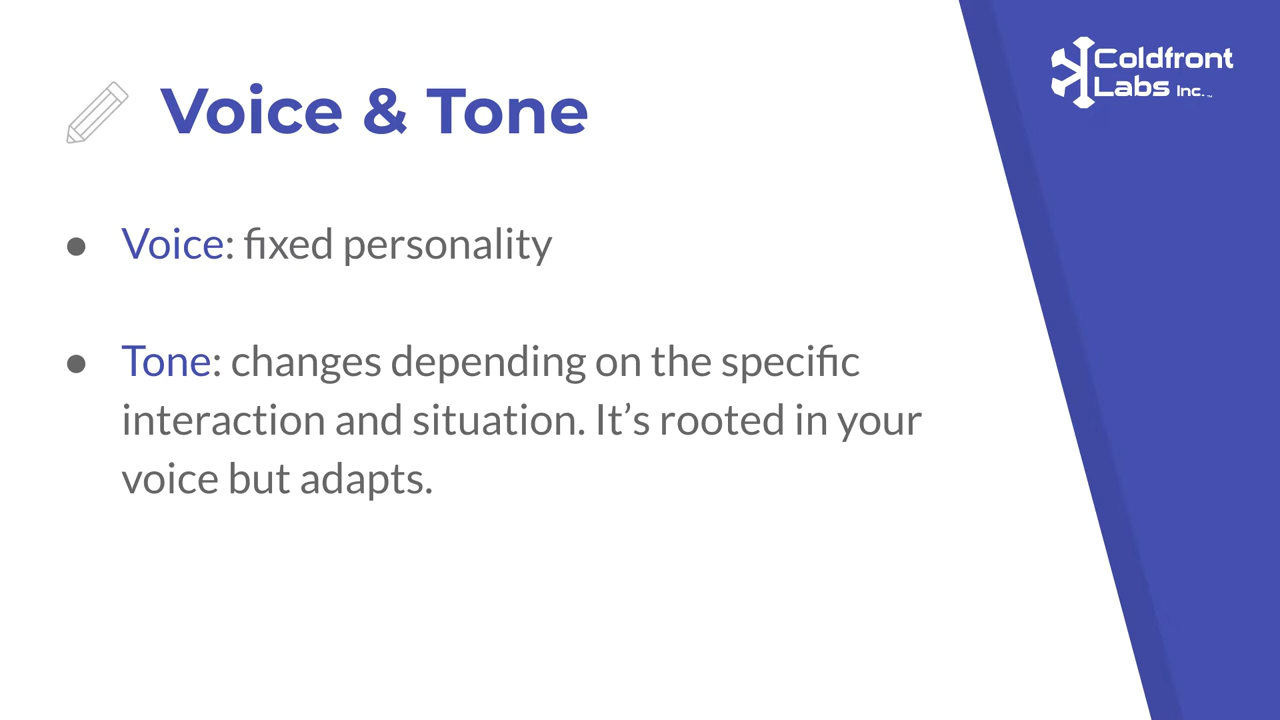 Coldfront
Labs Inc.™
Voice & Tone
● Voice: fixed personality
● Tone: changes depending on the specific
interaction and situation. It’s rooted in your
voice but adapts.